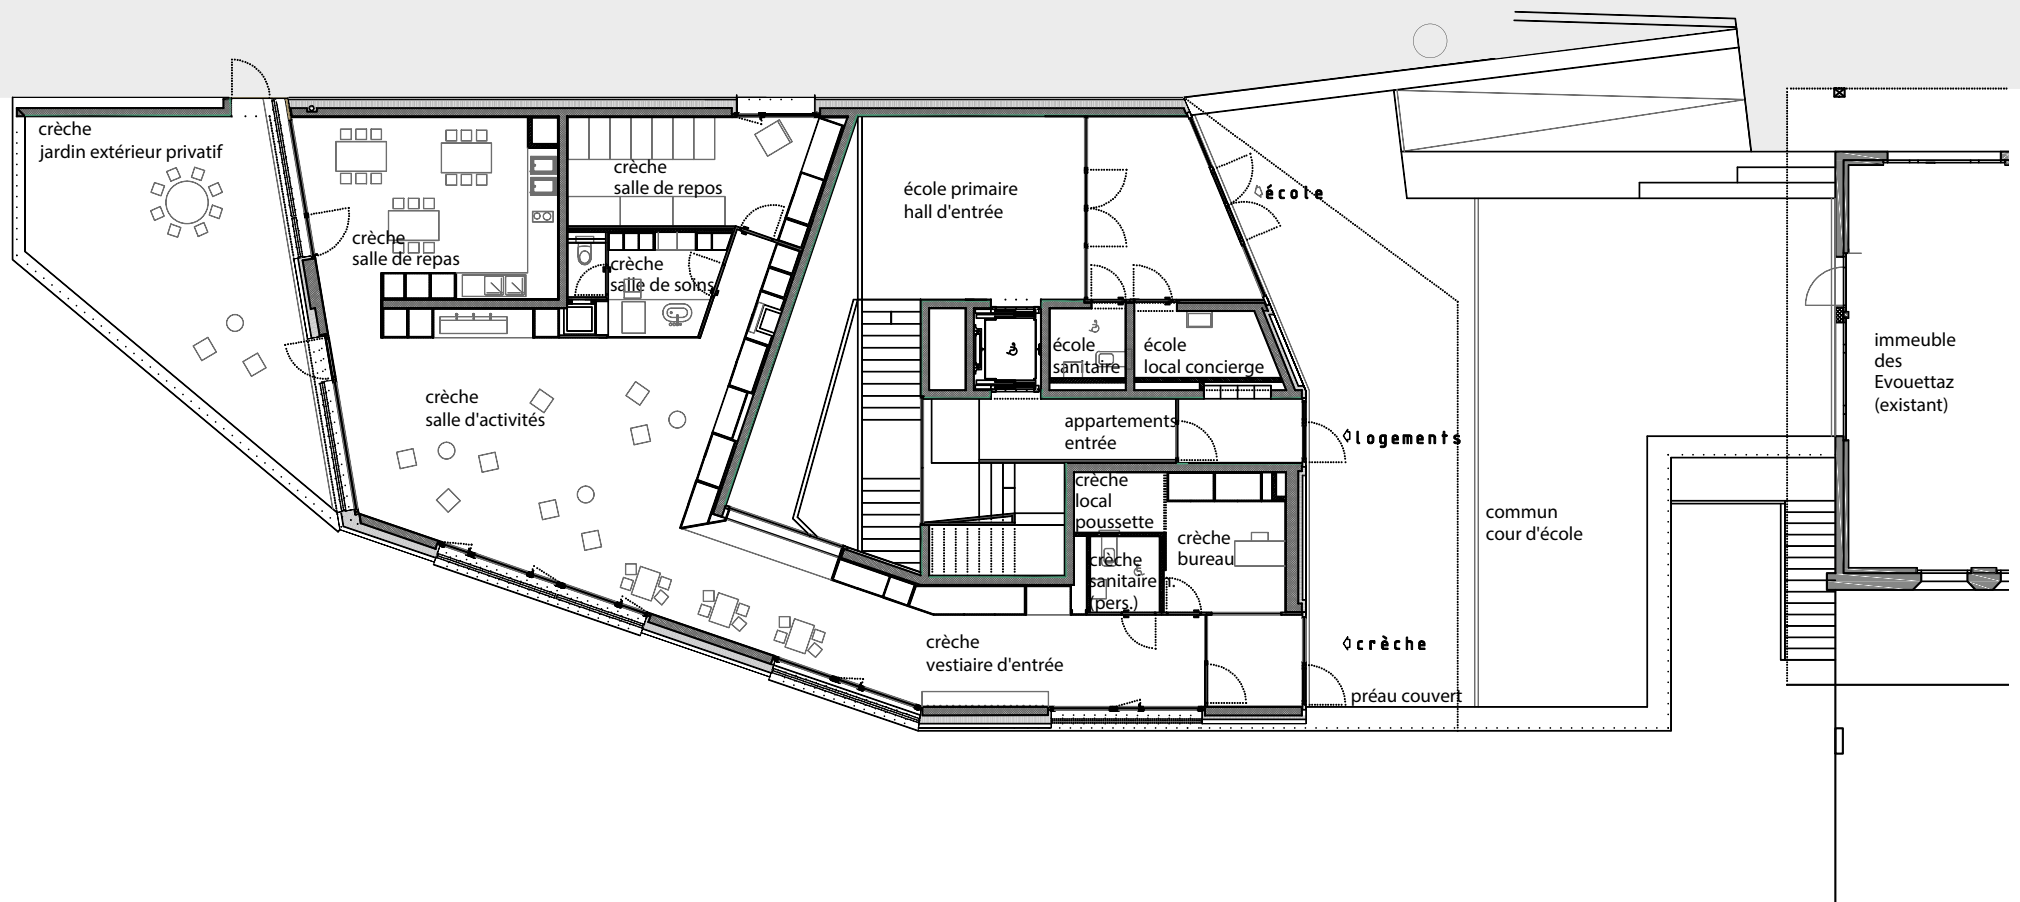 crèche
jardin extérieur privatif
crèche
salle de repas
crèche
salle de repos
crèche
salle de soins
crèche
salle d'activités
école primaire
hall d'entrée
école
école
sanitaire
école
local concierge
appartements
entrée
logements
crèche
local
poussette
crèche
bureau
crèche
sanitaire h.
(pers.)
crèche
vestiaire d'entrée
crèche
préau couvert
commun
cour d'école
immeuble
des
Evouettaz
(existant)